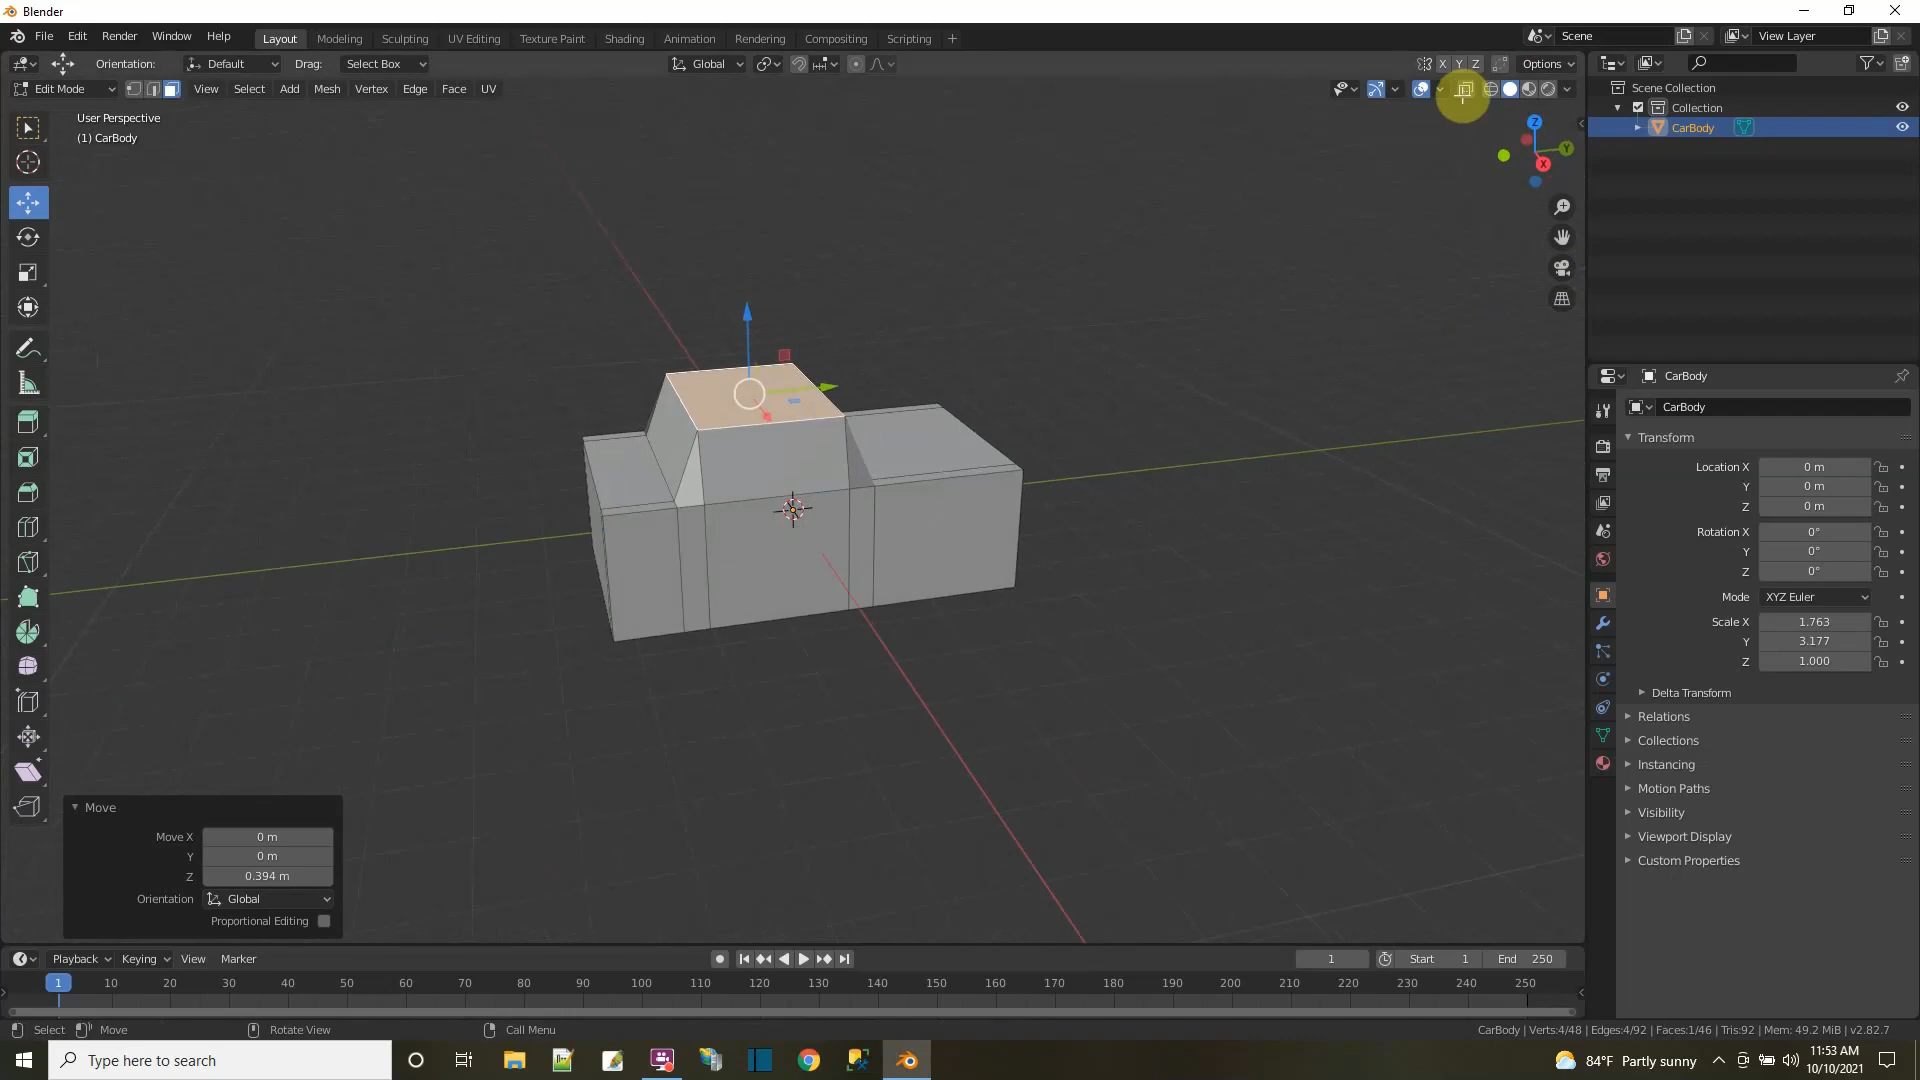 Blender
File Edit Render Window Help
Layout Modeling Sculpting UV Editing Texture Paint Shading Animation Rendering Compositing Scripting +
Scene
View Layer
Orientation: Default Drag: Select Box
Global
X Y Z Options
Edit Mode View Select Add Mesh Vertex Edge Face UV
User Perspective
(1) CarBody
Z
Y
X
Scene Collection
Collection
CarBody
CarBody
CarBody
Transform
Location X 0 m
Y 0 m
Z 0 m
Rotation X 0°
Y 0°
Z 0°
Mode XYZ Euler
Scale X 1.763
Y 3.177
Z 1.000
Delta Transform
Relations
Collections
Instancing
Motion Paths
Visibility
Viewport Display
Custom Properties
Move
Move X 0 m
Y 0 m
Z 0.394 m
Orientation Global
Proportional Editing
Playback Keying View Marker
1 Start 1 End 250
1 10 20 30 40 50 60 70 80 90 100 110 120 130 140 150 160 170 180 190 200 210 220 230 240 250
Select Move Rotate View Call Menu
CarBody | Verts:4/48 | Edges:4/92 | Faces:1/46 | Tris:92 | Mem: 49.2 MiB | v2.82.7
Type here to search
84°F Partly sunny
11:53 AM
10/10/2021